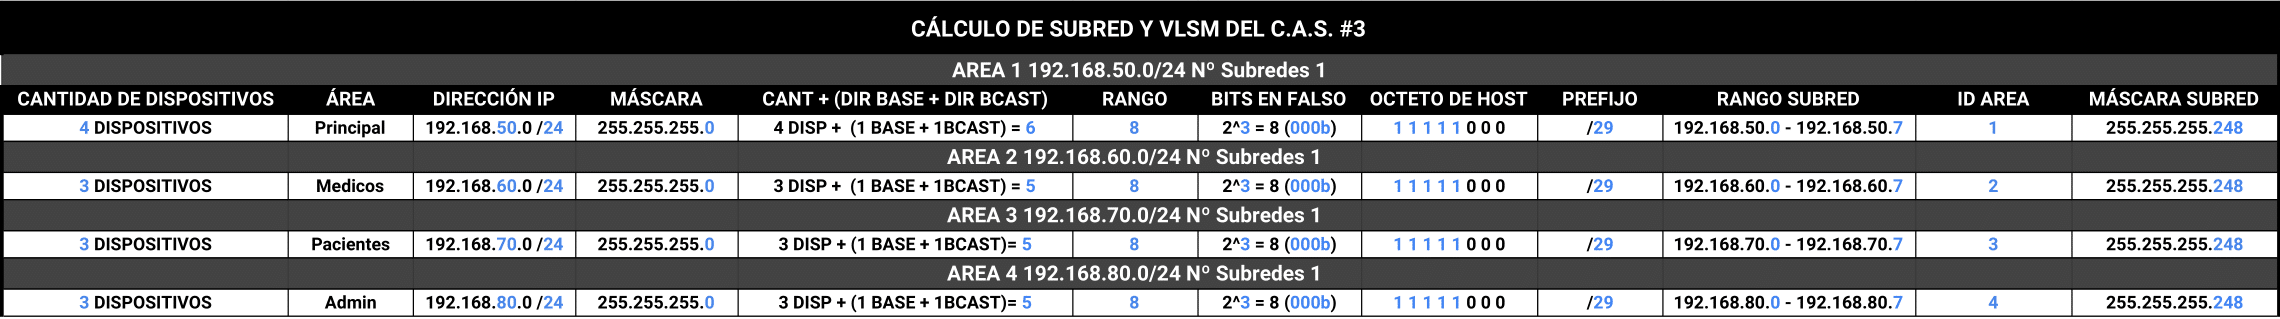 CÁLCULO DE SUBRED Y VLSM DEL C.A.S. #3
AREA 1 192.168.50.0/24 Nº Subredes 1
CANTIDAD DE DISPOSITIVOS ÁREA DIRECCIÓN IP MÁSCARA CANT + (DIR BASE + DIR BCAST) RANGO BITS EN FALSO OCTETO DE HOST PREFIJO RANGO SUBRED ID AREA MÁSCARA SUBRED
4 DISPOSITIVOS Principal 192.168.50.0 /24 255.255.255.0 4 DISP + (1 BASE + 1BCAST) = 6 8 2^3 = 8 (000b) 1 1 1 1 1 0 0 0 /29 192.168.50.0 - 192.168.50.7 1 255.255.255.248
AREA 2 192.168.60.0/24 Nº Subredes 1
3 DISPOSITIVOS Medicos 192.168.60.0 /24 255.255.255.0 3 DISP + (1 BASE + 1BCAST) = 5 8 2^3 = 8 (000b) 1 1 1 1 1 0 0 0 /29 192.168.60.0 - 192.168.60.7 2 255.255.255.248
AREA 3 192.168.70.0/24 Nº Subredes 1
3 DISPOSITIVOS Pacientes 192.168.70.0 /24 255.255.255.0 3 DISP + (1 BASE + 1BCAST)= 5 8 2^3 = 8 (000b) 1 1 1 1 1 0 0 0 /29 192.168.70.0 - 192.168.70.7 3 255.255.255.248
AREA 4 192.168.80.0/24 Nº Subredes 1
3 DISPOSITIVOS Admin 192.168.80.0 /24 255.255.255.0 3 DISP + (1 BASE + 1BCAST)= 5 8 2^3 = 8 (000b) 1 1 1 1 1 0 0 0 /29 192.168.80.0 - 192.168.80.7 4 255.255.255.248